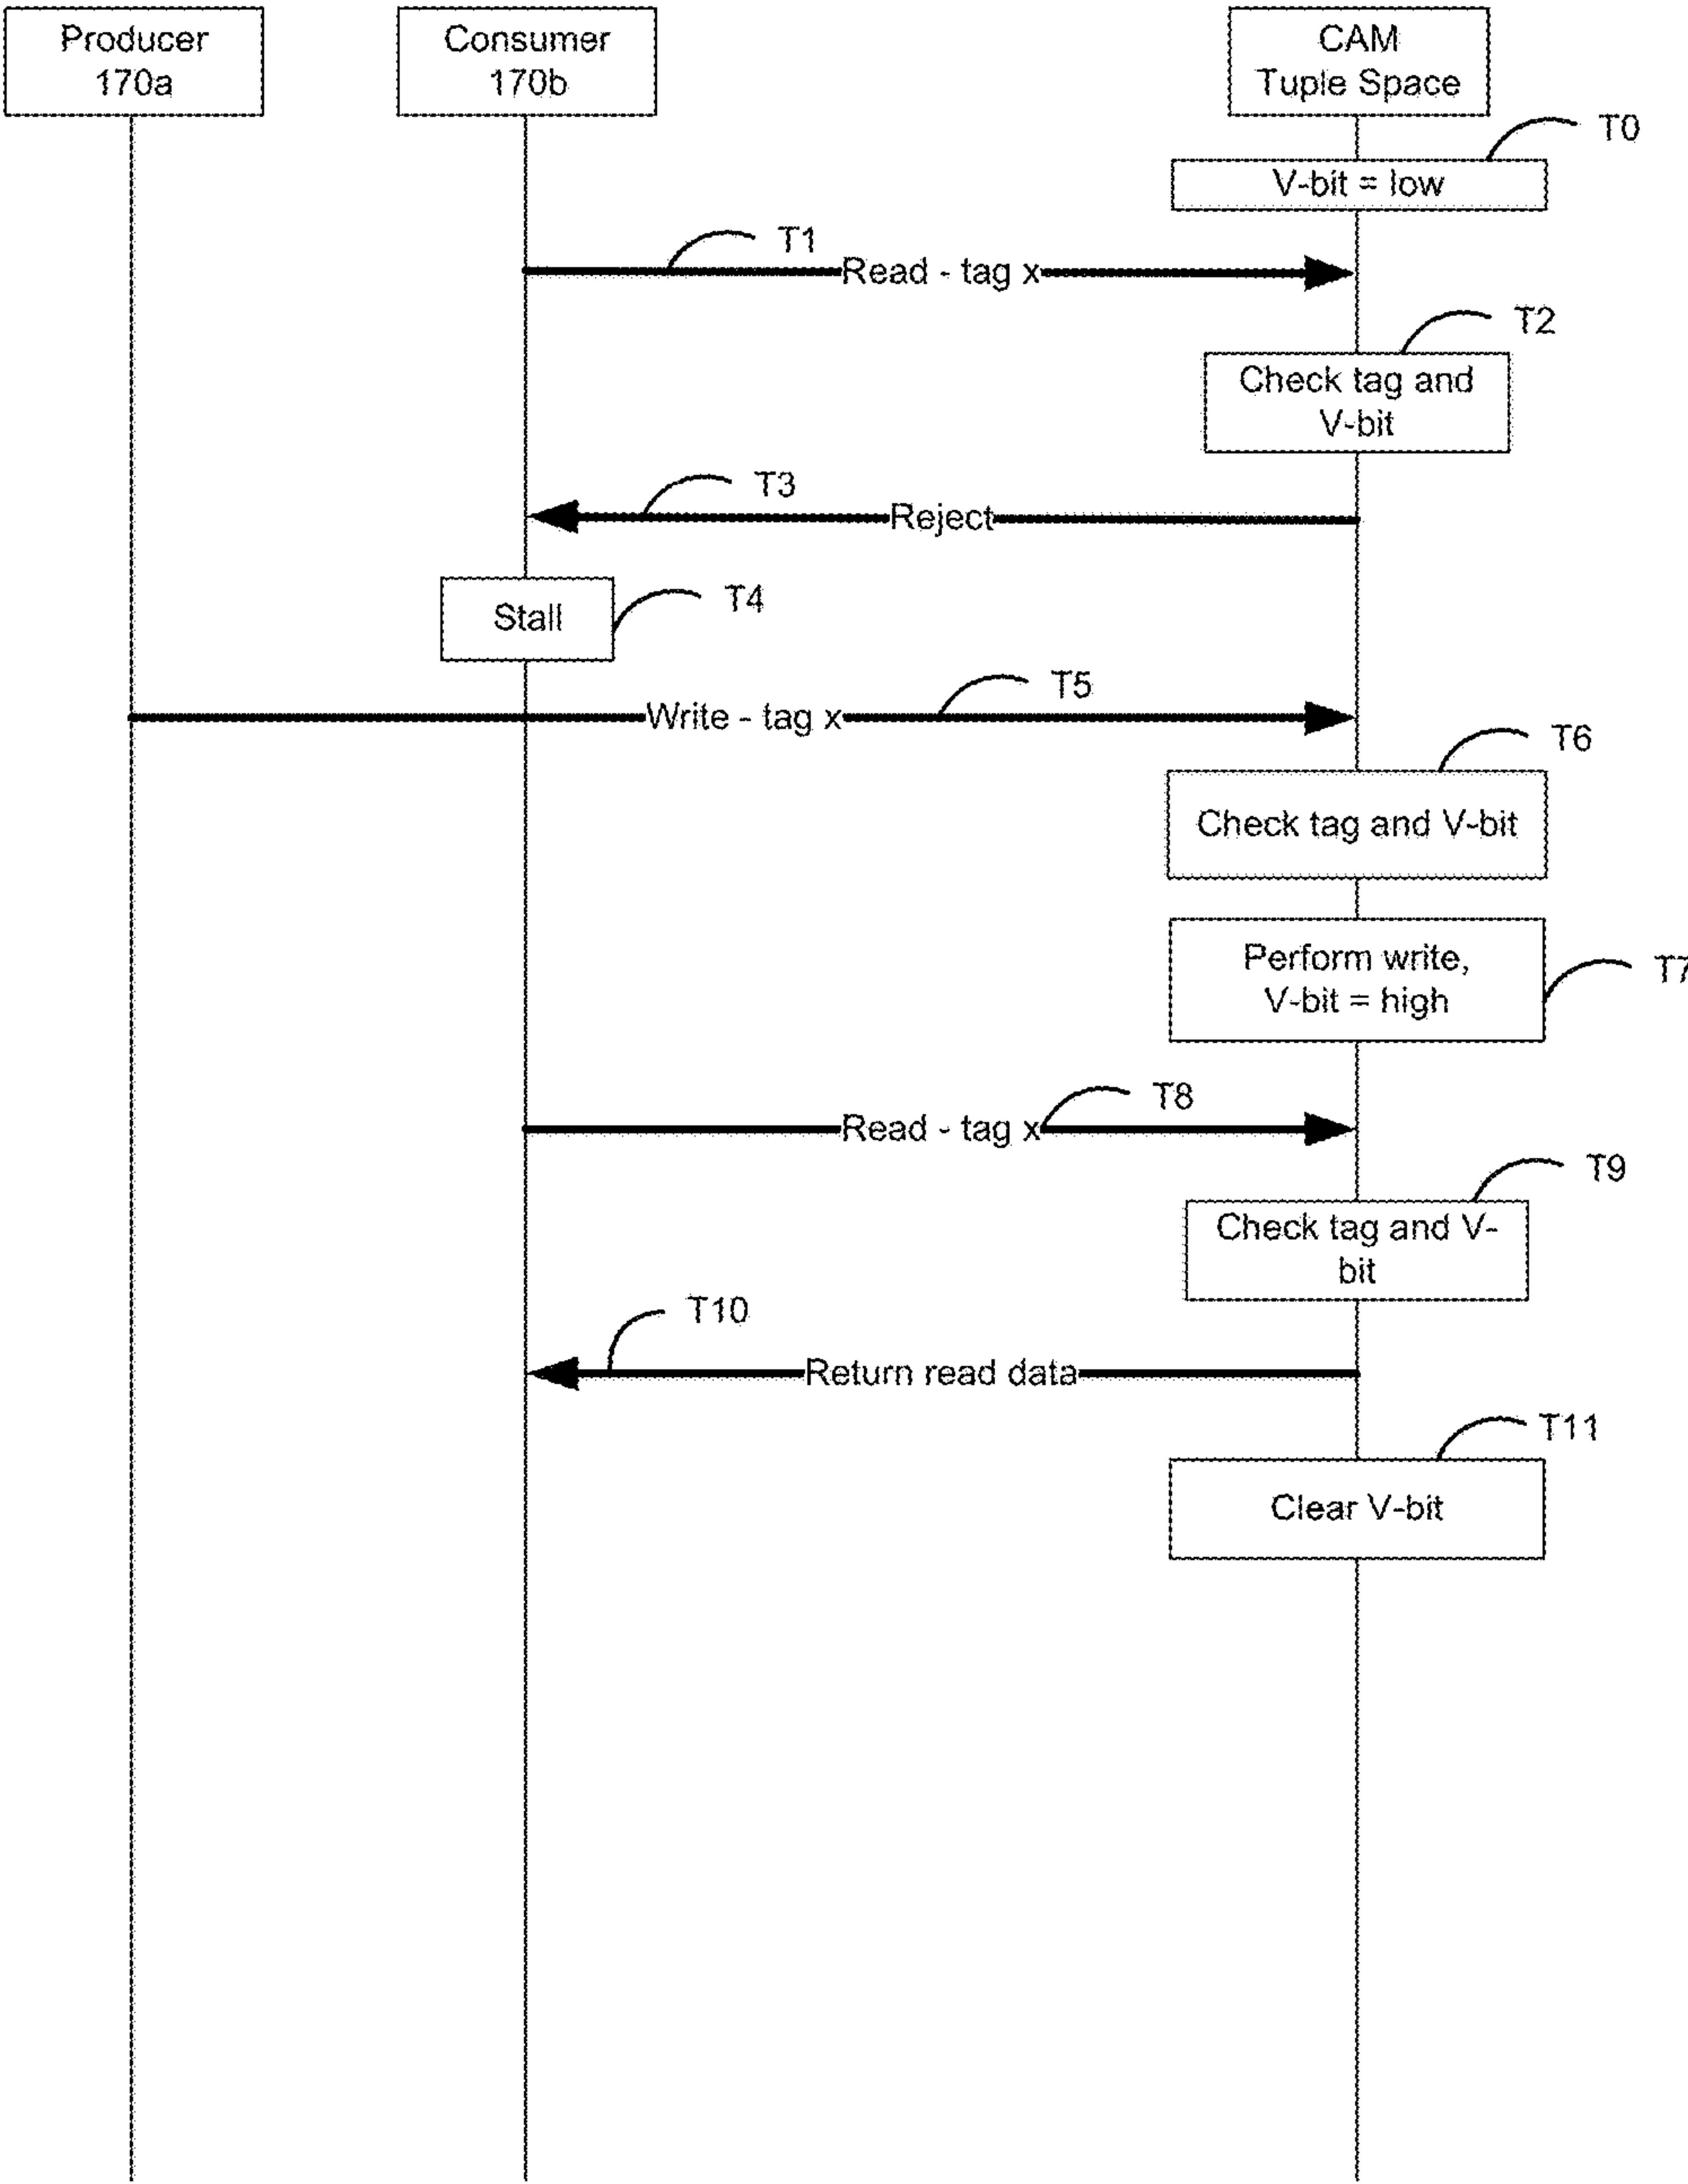 Producer
170a
Consumer
170b
CAM
Tuple Space
T0
V-bit = low
T1
Read - tag x
T2
Check tag and
V-bit
T3
Reject
Stall
T4
T5
Write - tag x
T6
Check tag and V-bit
Perform write,
V-bit = high
T7
T8
Read - tag x
T9
Check tag and V-
bit
T10
Return read data
T11
Clear V-bit